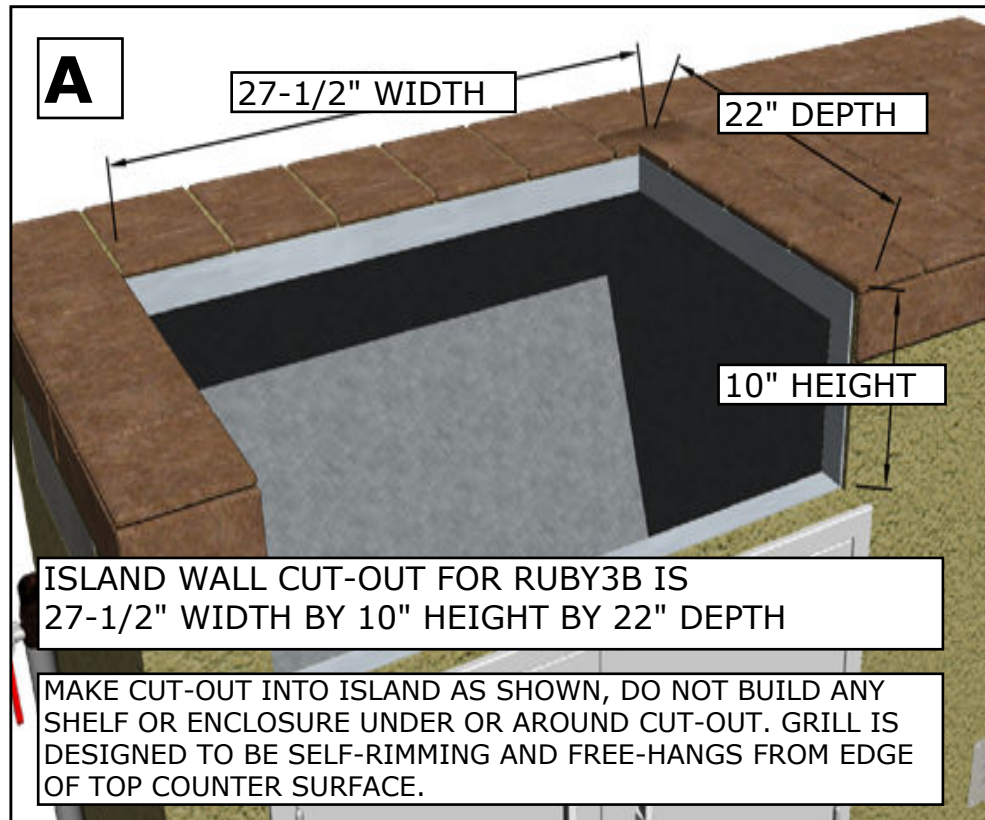 A
27-1/2" WIDTH
22" DEPTH
10" HEIGHT
ISLAND WALL CUT-OUT FOR RUBY3B IS
27-1/2" WIDTH BY 10" HEIGHT BY 22" DEPTH
MAKE CUT-OUT INTO ISLAND AS SHOWN, DO NOT BUILD ANY
SHELF OR ENCLOSURE UNDER OR AROUND CUT-OUT. GRILL IS
DESIGNED TO BE SELF-RIMMING AND FREE-HANGS FROM EDGE
OF TOP COUNTER SURFACE.